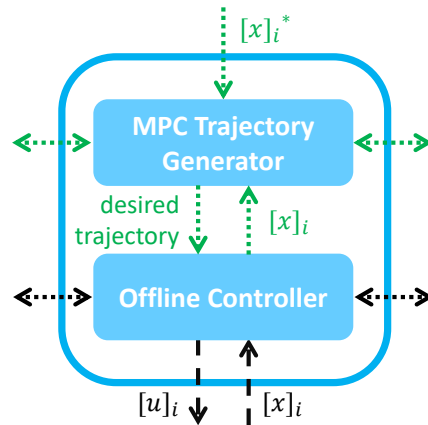 [x]ᵢ*
MPC Trajectory
Generator
desired
trajectory
[x]ᵢ
Offline Controller
[u]ᵢ
[x]ᵢ